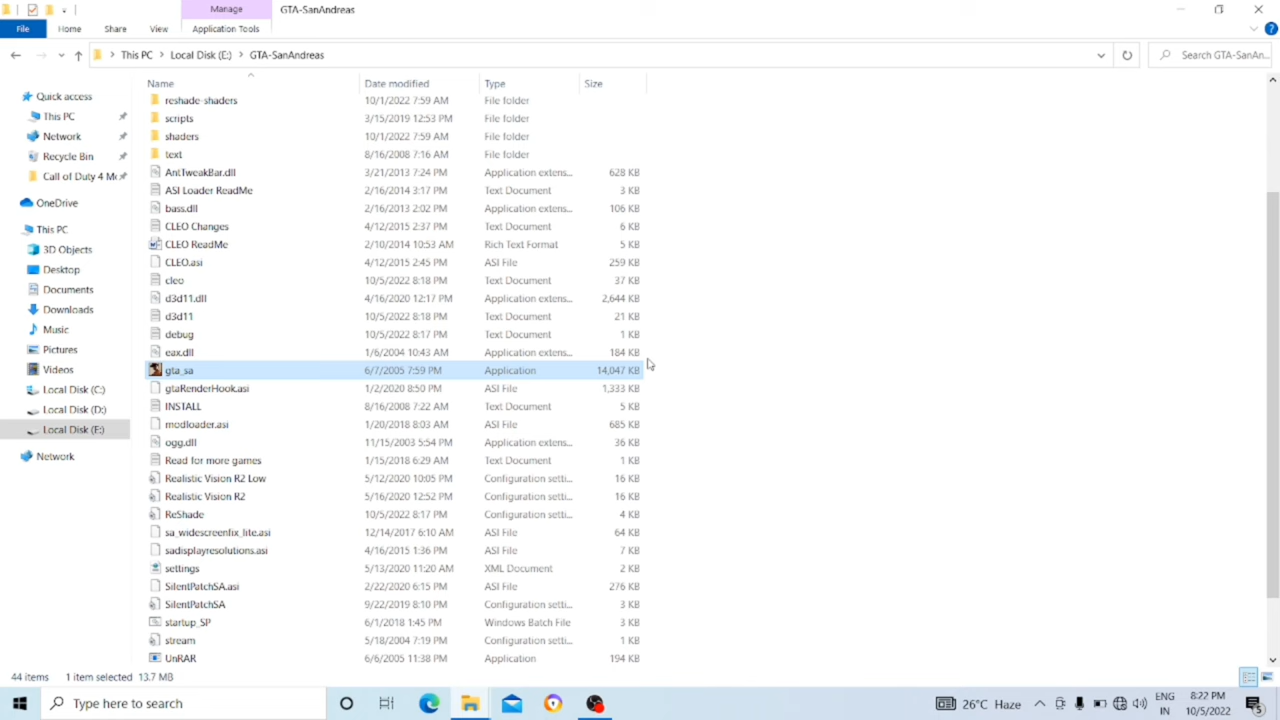 Manage
GTA-SanAndreas
File
Home
Share
View
Application Tools
This PC
Local Disk (E:)
GTA-SanAndreas
Search GTA-SanAn...
Name
Date modified
Type
Size
Quick access
This PC
Network
Recycle Bin
Call of Duty 4 Mo
OneDrive
This PC
3D Objects
Desktop
Documents
Downloads
Music
Pictures
Videos
Local Disk (C:)
Local Disk (D:)
Local Disk (E:)
Network
reshade-shaders 10/1/2022 7:59 AM File folder
scripts 3/15/2019 12:53 PM File folder
shaders 10/1/2022 7:59 AM File folder
text 8/16/2008 7:16 AM File folder
AntTweakBar.dll 3/21/2013 7:24 PM Application extens... 628 KB
ASI Loader ReadMe 2/16/2014 3:17 PM Text Document 3 KB
bass.dll 2/16/2013 2:02 PM Application extens... 106 KB
CLEO Changes 4/12/2015 2:37 PM Text Document 6 KB
CLEO ReadMe 2/10/2014 10:53 AM Rich Text Format 5 KB
CLEO.asi 4/12/2015 2:45 PM ASI File 259 KB
cleo 10/5/2022 8:18 PM Text Document 37 KB
d3d11.dll 4/16/2020 12:17 PM Application extens... 2,644 KB
d3d11 10/5/2022 8:18 PM Text Document 21 KB
debug 10/5/2022 8:17 PM Text Document 1 KB
eax.dll 1/6/2004 10:43 AM Application extens... 184 KB
gta_sa 6/7/2005 7:59 PM Application 14,047 KB
gtaRenderHook.asi 1/2/2020 8:50 PM ASI File 1,333 KB
INSTALL 8/16/2008 7:22 AM Text Document 5 KB
modloader.asi 1/20/2018 8:03 AM ASI File 685 KB
ogg.dll 11/15/2003 5:54 PM Application extens... 36 KB
Read for more games 1/15/2018 6:29 AM Text Document 1 KB
Realistic Vision R2 Low 5/12/2020 10:05 PM Configuration setti... 16 KB
Realistic Vision R2 5/16/2020 12:52 PM Configuration setti... 16 KB
ReShade 10/5/2022 8:17 PM Configuration setti... 4 KB
sa_widescreenfix_lite.asi 12/14/2017 6:10 AM ASI File 64 KB
sadisplayresolutions.asi 4/16/2015 1:36 PM ASI File 7 KB
settings 5/13/2020 11:20 AM XML Document 2 KB
SilentPatchSA.asi 2/22/2020 6:15 PM ASI File 276 KB
SilentPatchSA 9/22/2019 8:10 PM Configuration setti... 3 KB
startup_SP 6/1/2018 1:45 PM Windows Batch File 3 KB
stream 5/18/2004 7:19 PM Configuration setti... 1 KB
UnRAR 6/6/2005 11:38 PM Application 194 KB
44 items 1 item selected 13.7 MB
Type here to search
26°C Haze
ENG
IN
8:22 PM
10/5/2022
5